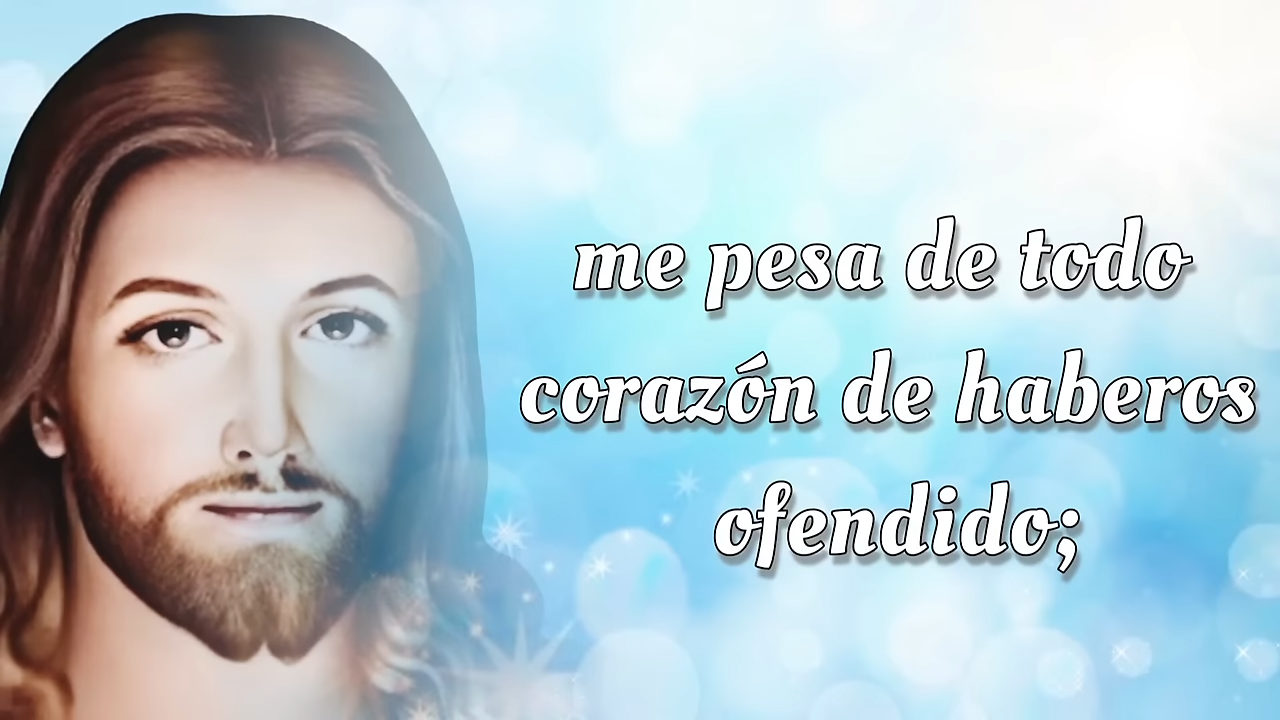 me pesa de todo
corazón de haberos
ofendido;